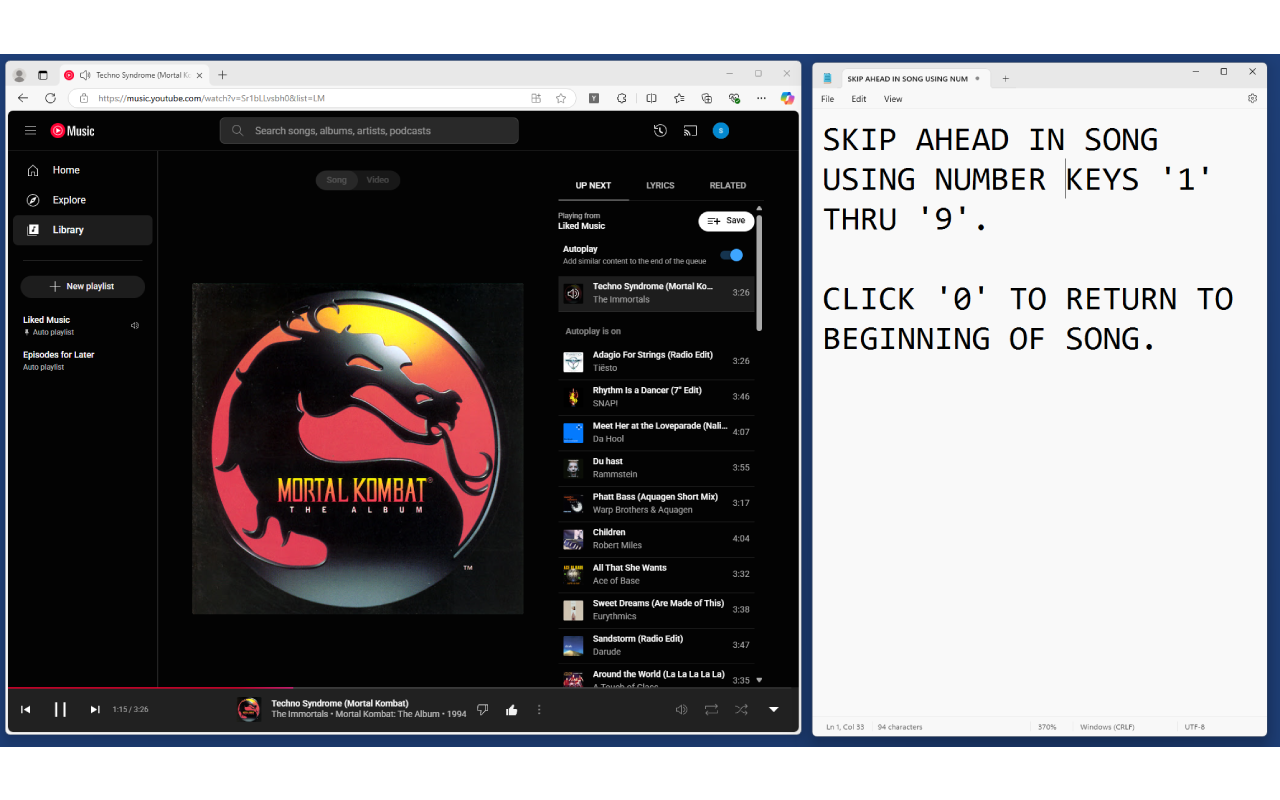 Techno Syndrome (Mortal Ko
https://music.youtube.com/watch?v=Sr1bLLvsbh0&list=LM
Music
Search songs, albums, artists, podcasts
S
Home
Explore
Library
New playlist
Liked Music
Auto playlist
Episodes for Later
Auto playlist
Song Video
MORTAL KOMBAT®
THE ALBUM
TM
UP NEXT LYRICS RELATED
Playing from
Liked Music
Save
Autoplay
Add similar content to the end of the queue
Techno Syndrome (Mortal Ko...
The Immortals
3:26
Autoplay is on
Adagio For Strings (Radio Edit)
Tiësto
3:26
Rhythm Is a Dancer (7" Edit)
SNAP!
3:46
Meet Her at the Loveparade (Nali...
Da Hool
4:07
Du hast
Rammstein
3:55
Phatt Bass (Aquagen Short Mix)
Warp Brothers & Aquagen
3:17
Children
Robert Miles
4:04
All That She Wants
Ace of Base
3:32
Sweet Dreams (Are Made of This)
Eurythmics
3:38
Sandstorm (Radio Edit)
Darude
3:47
Around the World (La La La La La)
A Touch of Class
3:35
1:15 / 3:26
Techno Syndrome (Mortal Kombat)
The Immortals • Mortal Kombat: The Album • 1994
SKIP AHEAD IN SONG USING NUM
File Edit View
SKIP AHEAD IN SONG
USING NUMBER KEYS '1'
THRU '9'.
CLICK '0' TO RETURN TO
BEGINNING OF SONG.
Ln 1, Col 33 94 characters 370% Windows (CRLF) UTF-8